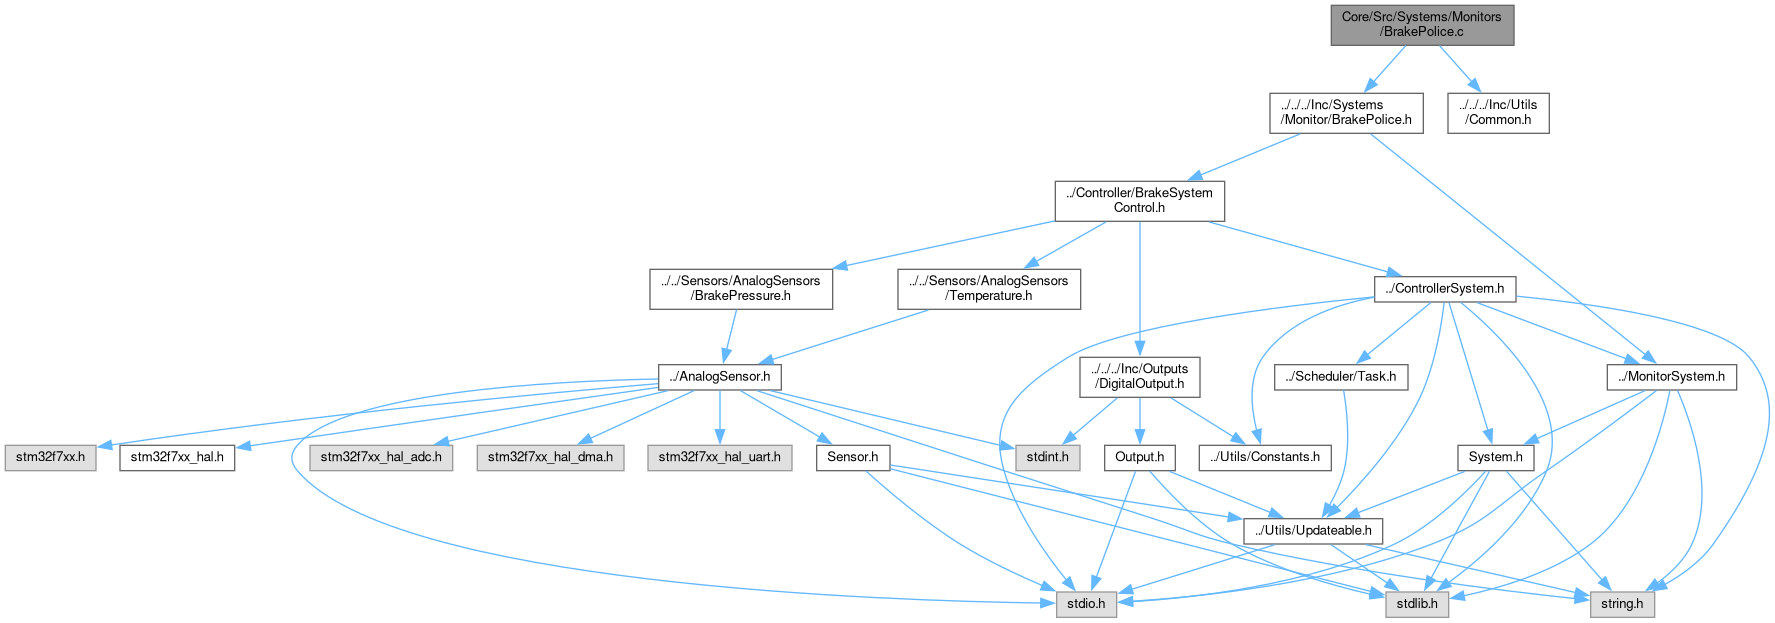 Core/Src/Systems/Monitors
/BrakePolice.c
../../../Inc/Systems
/Monitor/BrakePolice.h
../../../Inc/Utils
/Common.h
../Controller/BrakeSystem
Control.h
../../Sensors/AnalogSensors
/BrakePressure.h
../../Sensors/AnalogSensors
/Temperature.h
../ControllerSystem.h
../AnalogSensor.h
../../../Inc/Outputs
/DigitalOutput.h
../Scheduler/Task.h
../MonitorSystem.h
stm32f7xx.h
stm32f7xx_hal.h
stm32f7xx_hal_adc.h
stm32f7xx_hal_dma.h
stm32f7xx_hal_uart.h
Sensor.h
stdint.h
Output.h
../Utils/Constants.h
System.h
../Utils/Updateable.h
stdio.h
stdlib.h
string.h